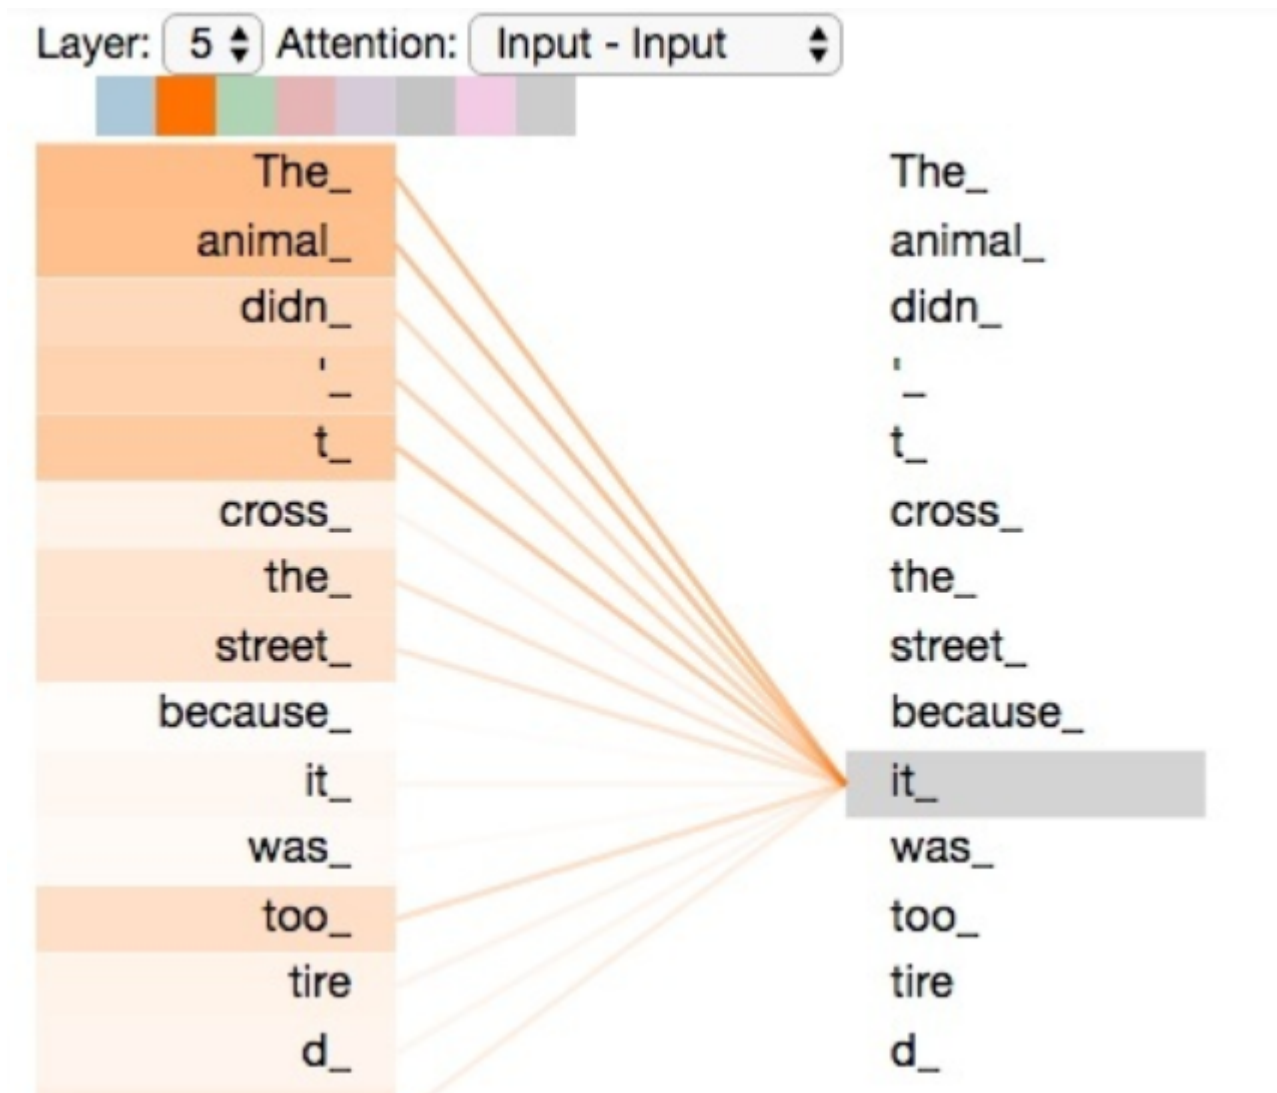 Layer: 5 Attention: Input - Input
The_ The_
animal_ animal_
didn_ didn_
'_ '_
t_ t_
cross_ cross_
the_ the_
street_ street_
because_ because_
it_ it_
was_ was_
too_ too_
tire tire
d_ d_